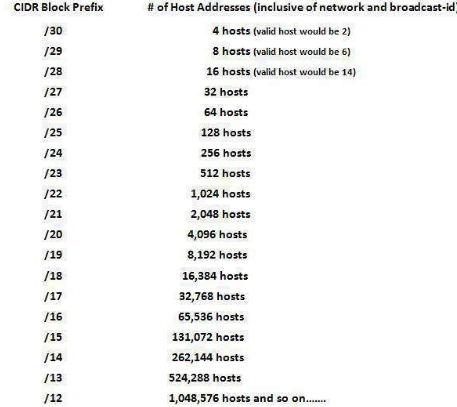 CIDR Block Prefix # of Host Addresses (inclusive of network and broadcast-id)
/30 4 hosts (valid host would be 2)
/29 8 hosts (valid host would be 6)
/28 16 hosts (valid host would be 14)
/27 32 hosts
/26 64 hosts
/25 128 hosts
/24 256 hosts
/23 512 hosts
/22 1,024 hosts
/21 2,048 hosts
/20 4,096 hosts
/19 8,192 hosts
/18 16,384 hosts
/17 32,768 hosts
/16 65,536 hosts
/15 131,072 hosts
/14 262,144 hosts
/13 524,288 hosts
/12 1,048,576 hosts and so on.......